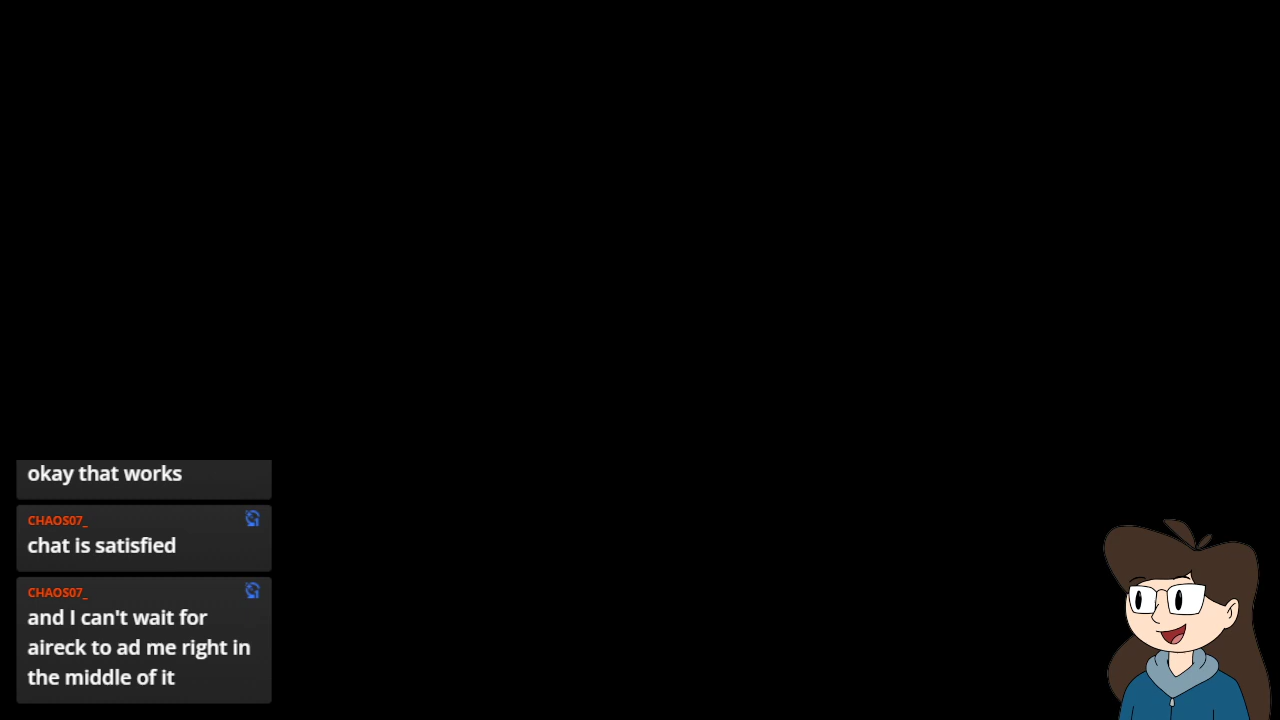 okay that works
CHAOS07_
chat is satisfied
CHAOS07_
and I can't wait for
aireck to ad me right in
the middle of it